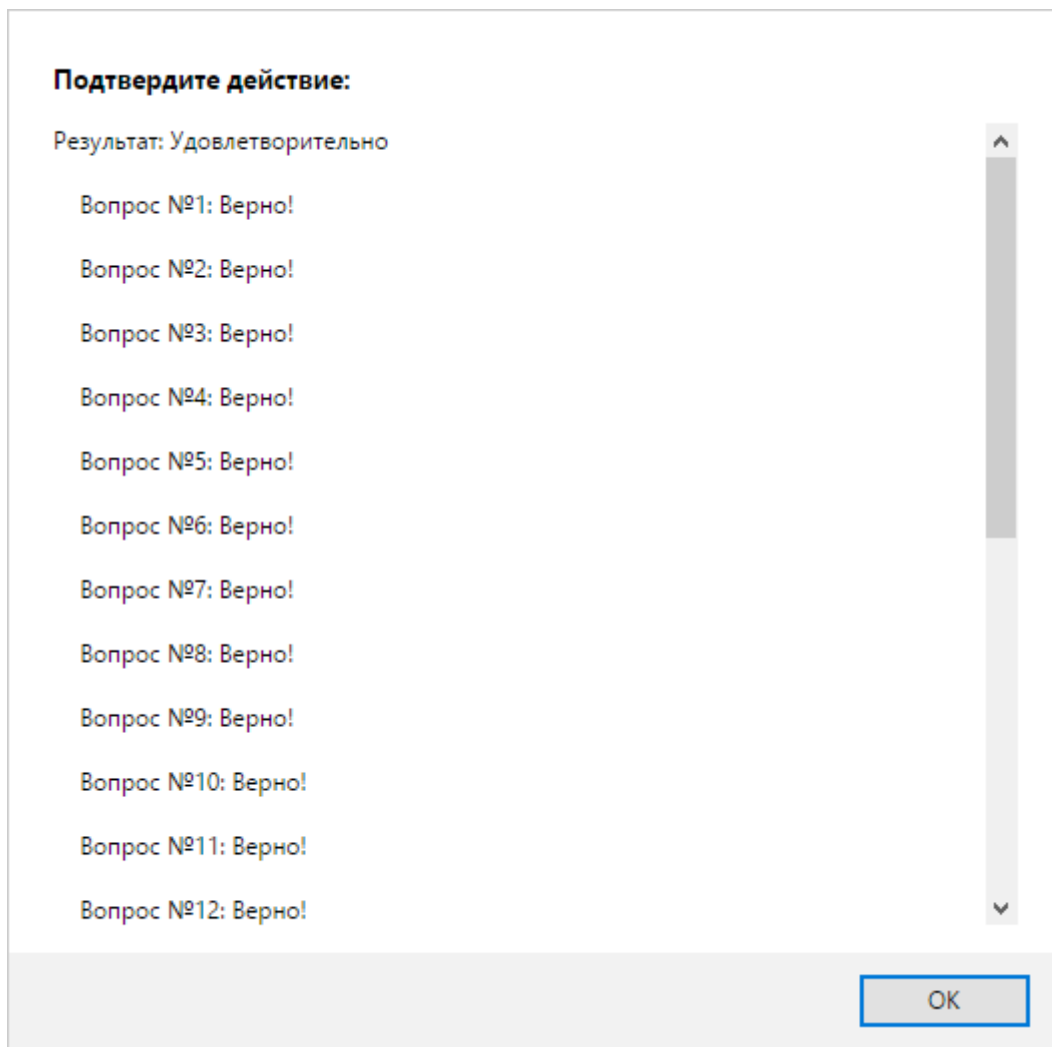 Подтвердите действие:
Результат: Удовлетворительно
Вопрос №1: Верно!
Вопрос №2: Верно!
Вопрос №3: Верно!
Вопрос №4: Верно!
Вопрос №5: Верно!
Вопрос №6: Верно!
Вопрос №7: Верно!
Вопрос №8: Верно!
Вопрос №9: Верно!
Вопрос №10: Верно!
Вопрос №11: Верно!
Вопрос №12: Верно!
ОК